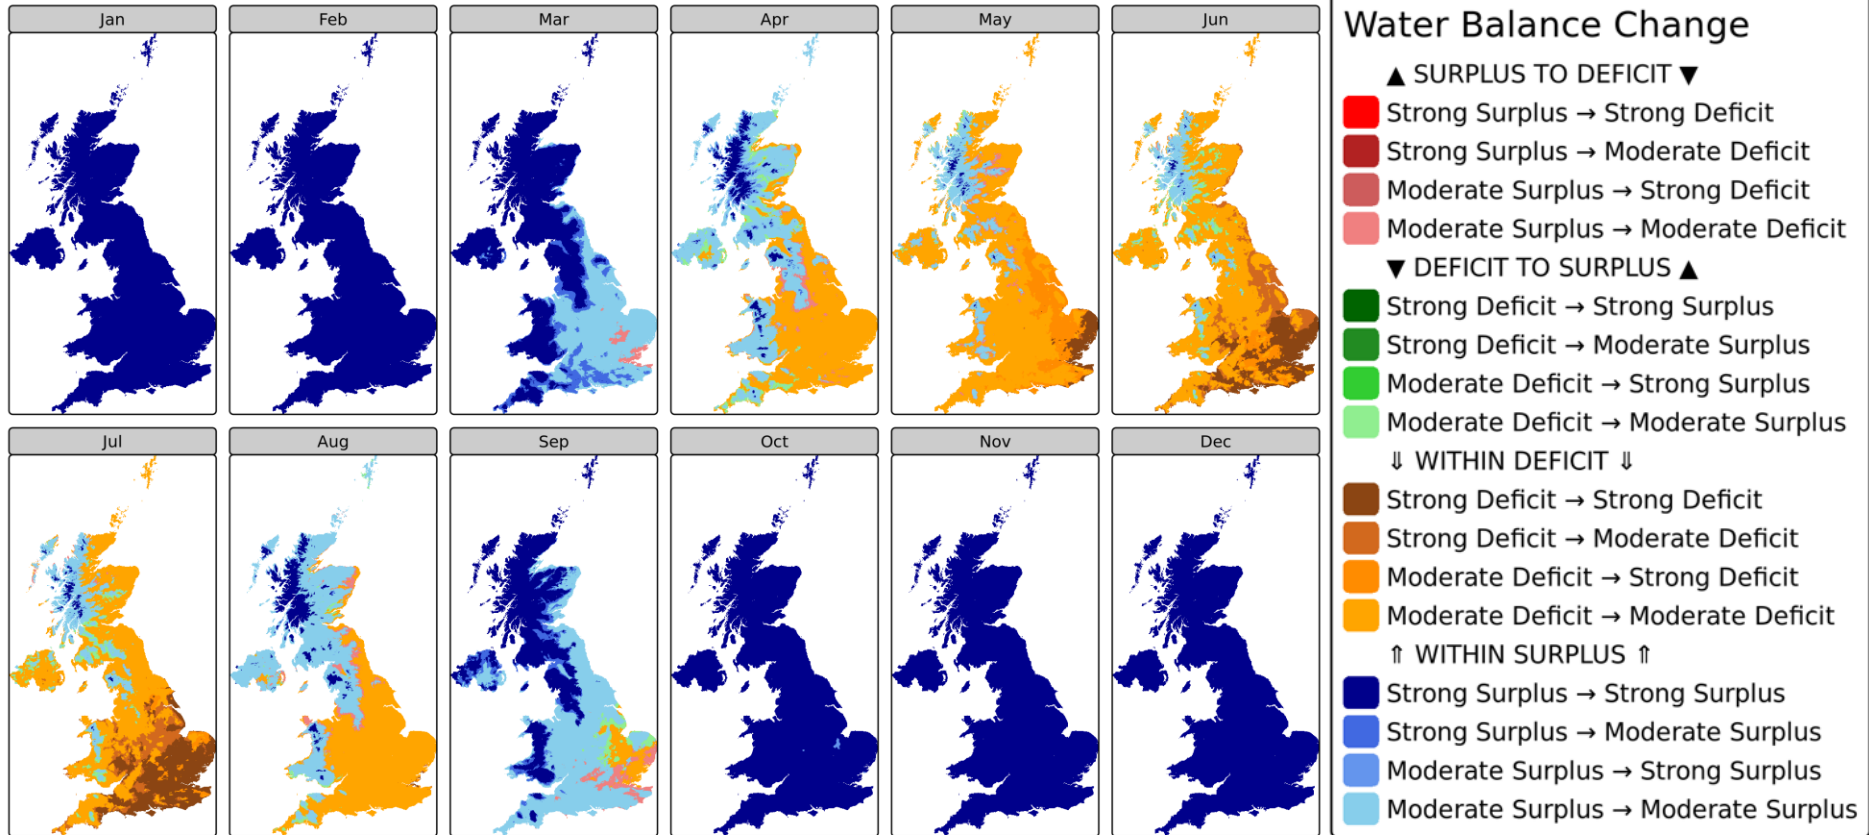 Jan
Feb
Mar
Apr
May
Jun
Jul
Aug
Sep
Oct
Nov
Dec
Water Balance Change
▲ SURPLUS TO DEFICIT ▼
Strong Surplus → Strong Deficit
Strong Surplus → Moderate Deficit
Moderate Surplus → Strong Deficit
Moderate Surplus → Moderate Deficit
▼ DEFICIT TO SURPLUS ▲
Strong Deficit → Strong Surplus
Strong Deficit → Moderate Surplus
Moderate Deficit → Strong Surplus
Moderate Deficit → Moderate Surplus
⇓ WITHIN DEFICIT ⇓
Strong Deficit → Strong Deficit
Strong Deficit → Moderate Deficit
Moderate Deficit → Strong Deficit
Moderate Deficit → Moderate Deficit
⇑ WITHIN SURPLUS ⇑
Strong Surplus → Strong Surplus
Strong Surplus → Moderate Surplus
Moderate Surplus → Strong Surplus
Moderate Surplus → Moderate Surplus